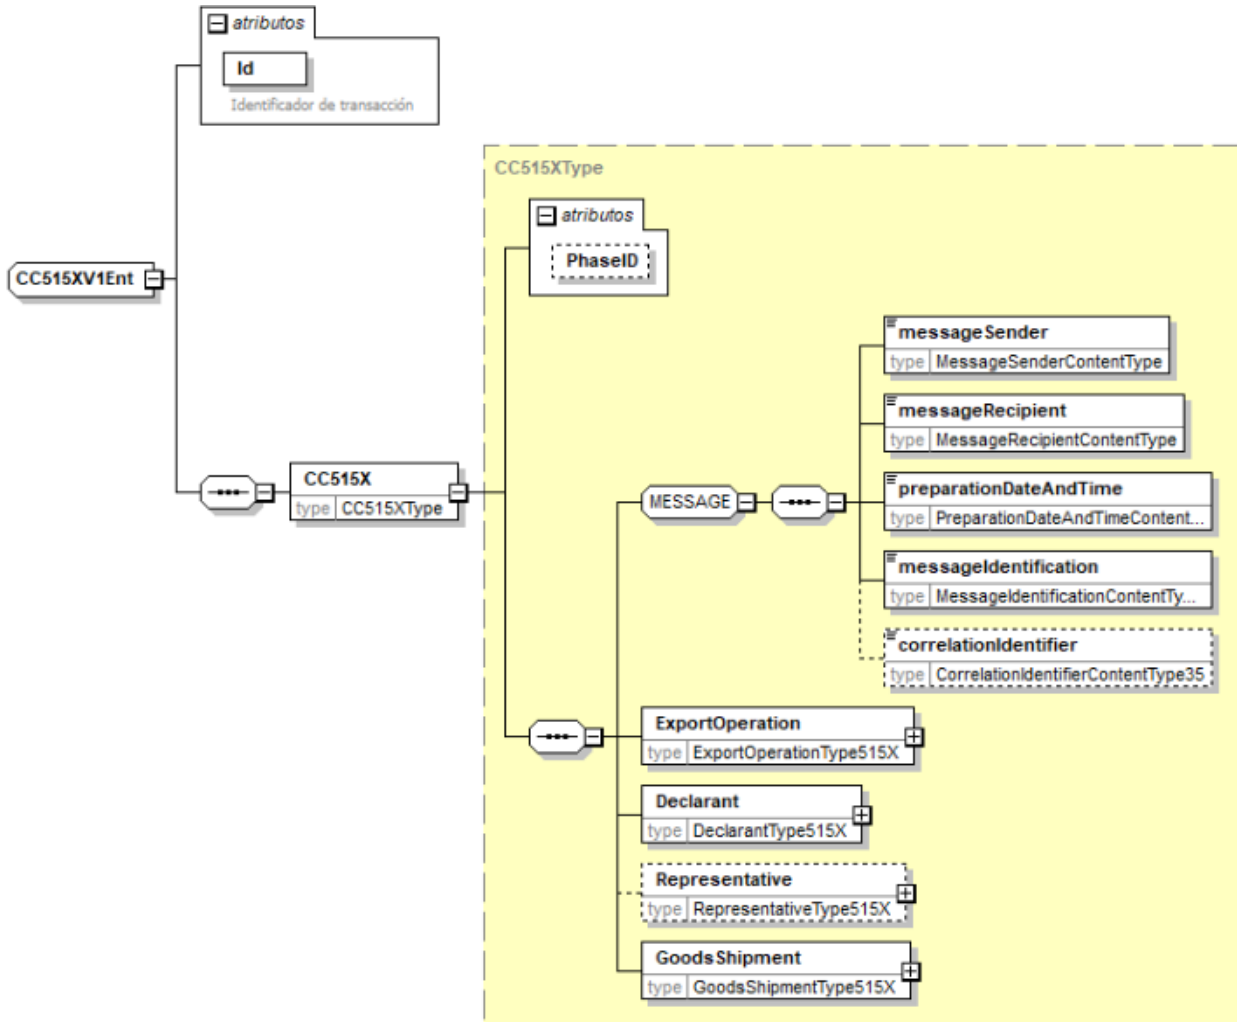 atributos
Id
Identificador de transacción
CC515XType
atributos
PhaseID
CC515XV1Ent
messageSender
type MessageSenderContentType
messageRecipient
type MessageRecipientContentType
CC515X
type CC515XType
MESSAGE
preparationDateAndTime
type PreparationDateAndTimeContent...
messageIdentification
type MessageIdentificationContentTy...
correlationIdentifier
type CorrelationIdentifierContentType35
ExportOperation
type ExportOperationType515X
Declarant
type DeclarantType515X
Representative
type RepresentativeType515X
GoodsShipment
type GoodsShipmentType515X